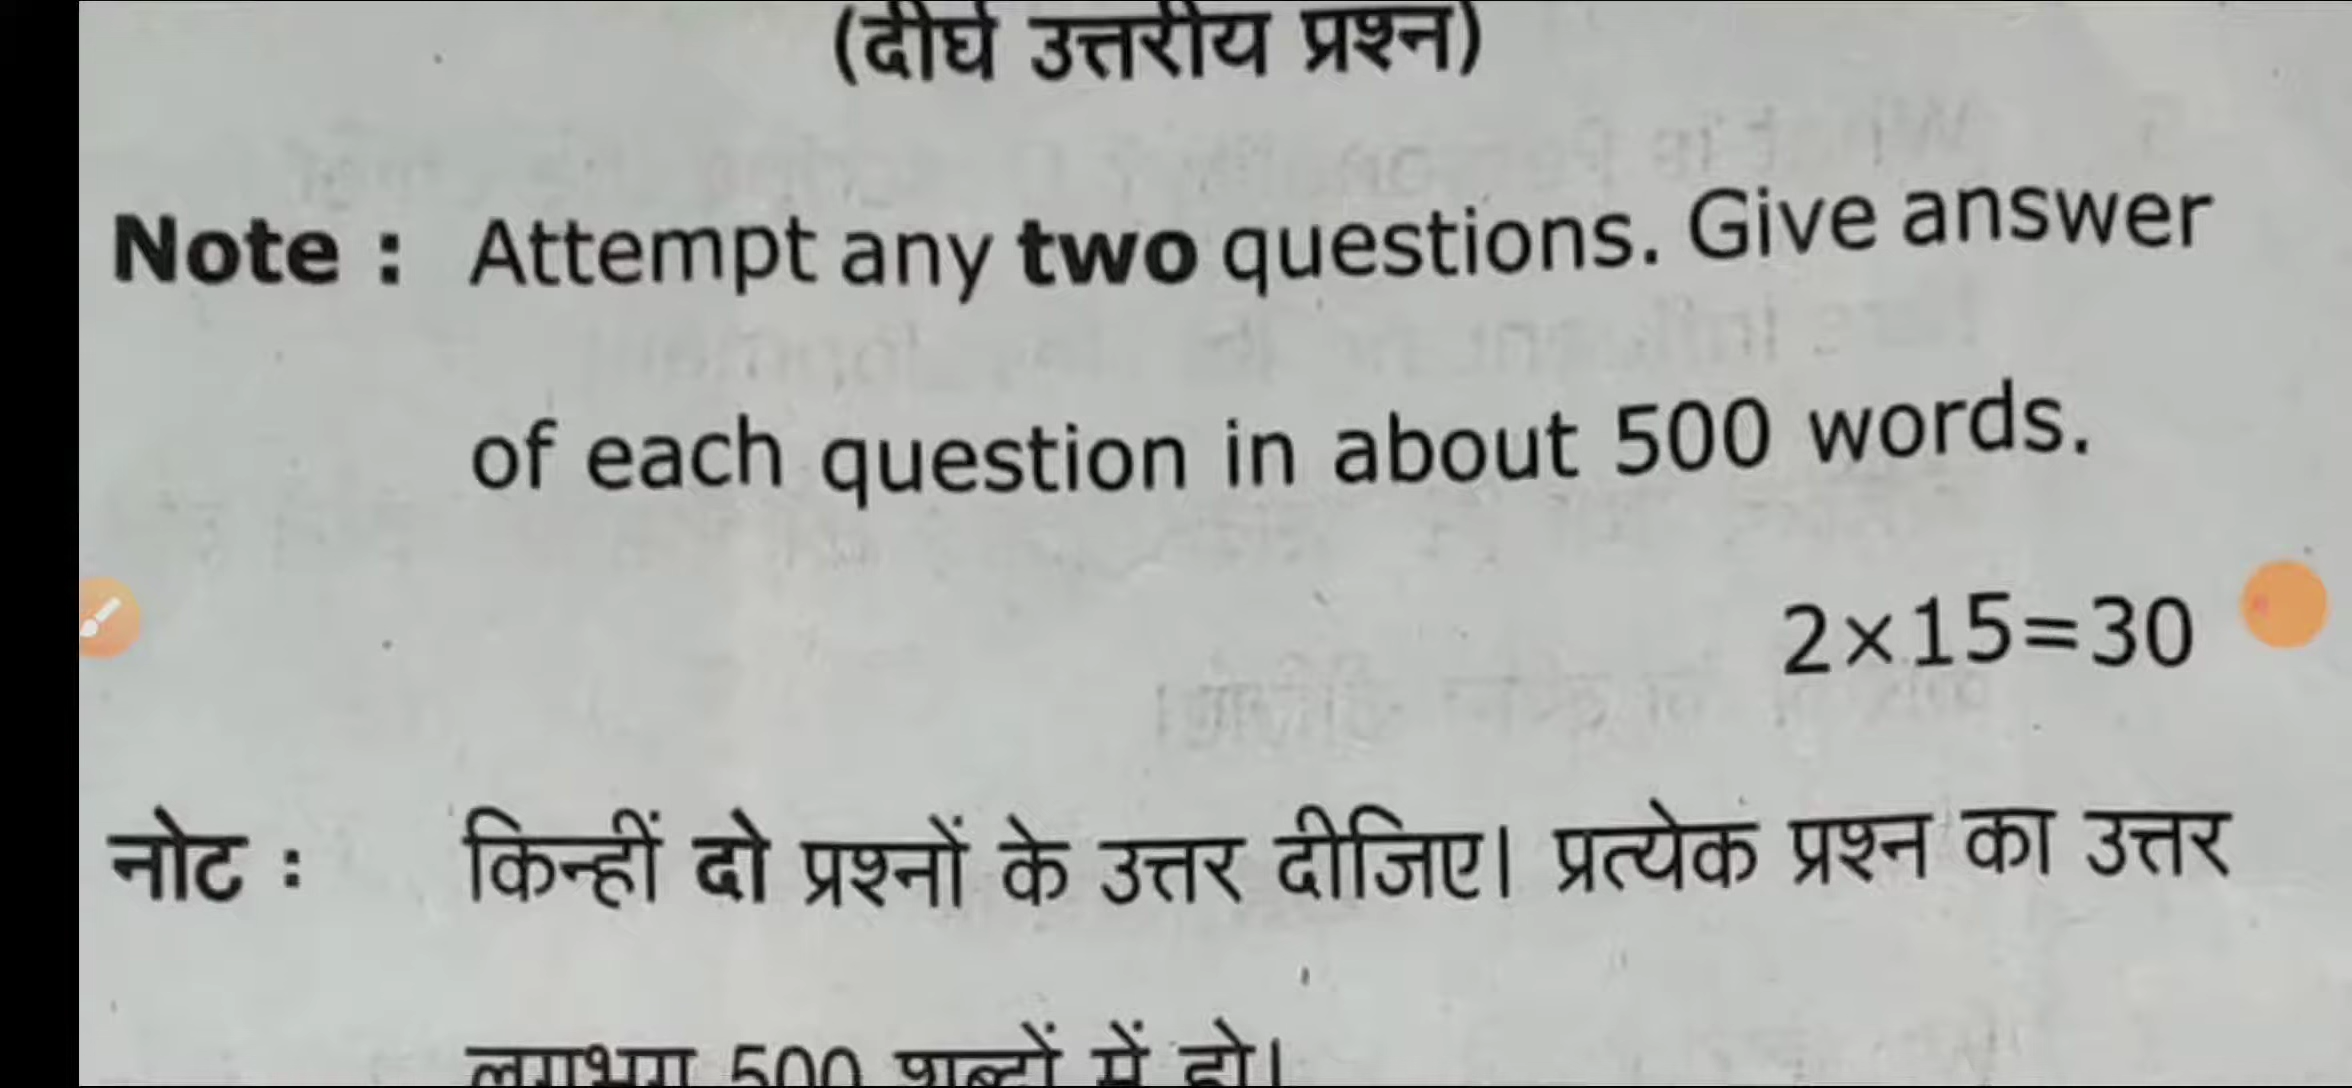 (दीर्घ उत्तरीय प्रश्न)
Note : Attempt any two questions. Give answer
of each question in about 500 words.
2×15=30
नोट : किन्हीं दो प्रश्नों के उत्तर दीजिए। प्रत्येक प्रश्न का उत्तर
लगभग 500 शब्दों में हो।